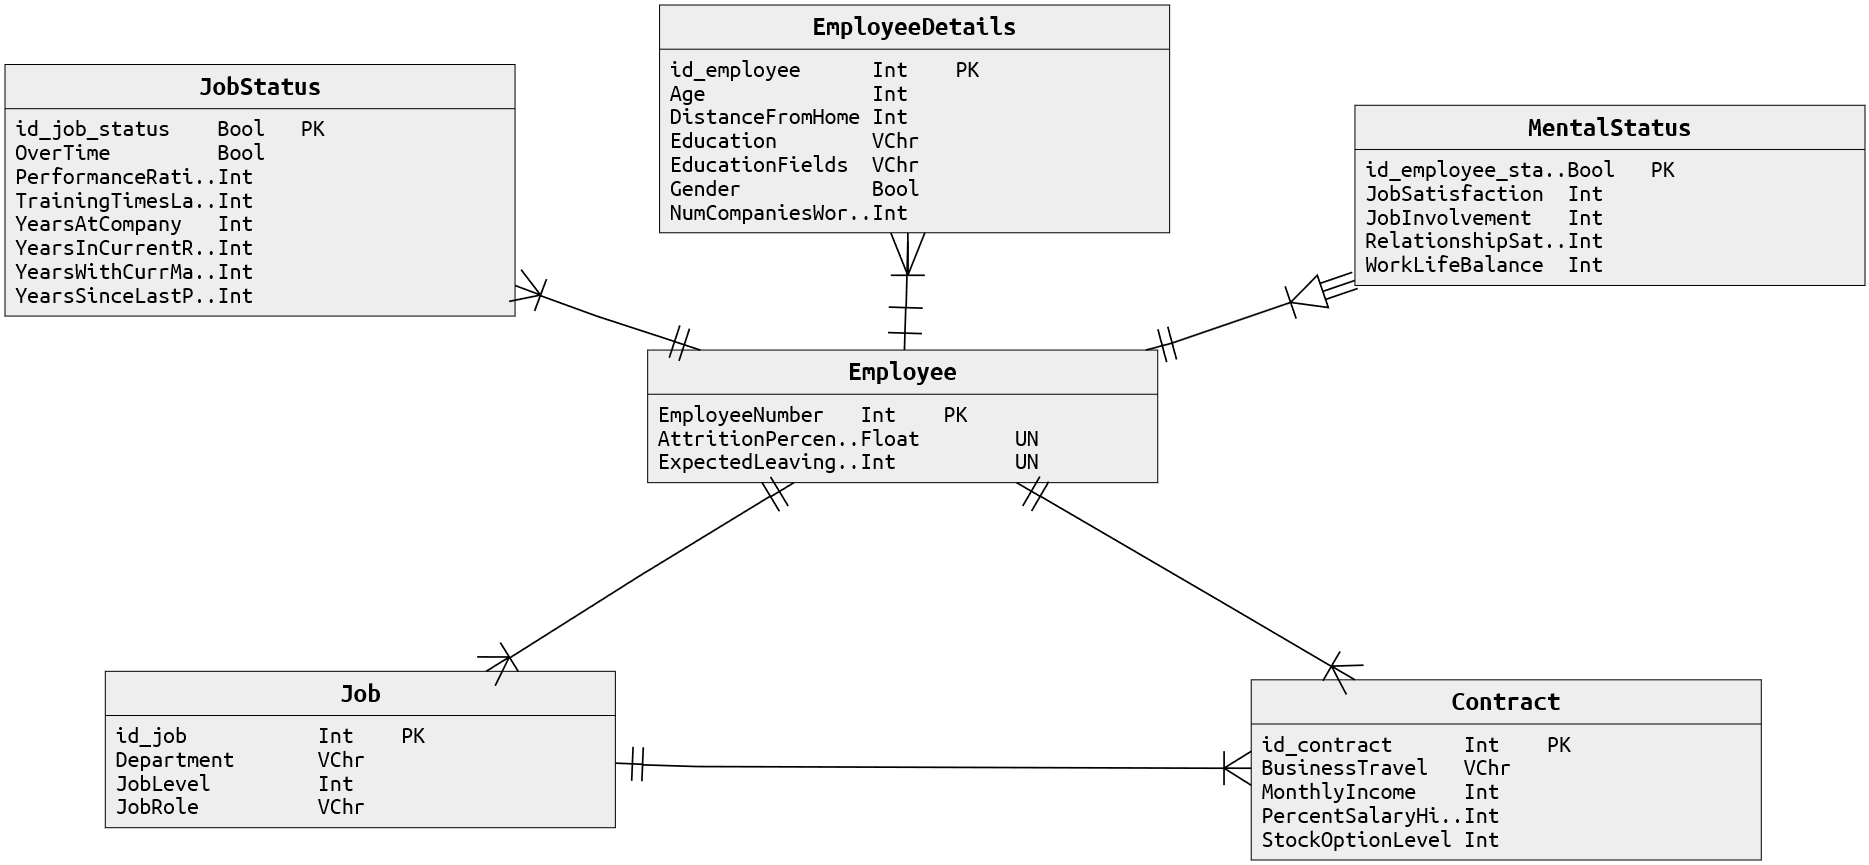 EmployeeDetails
id_employee Int PK
Age Int
DistanceFromHome Int
Education VChr
EducationFields VChr
Gender Bool
NumCompaniesWor..Int
JobStatus
id_job_status Bool PK
OverTime Bool
PerformanceRati..Int
TrainingTimesLa..Int
YearsAtCompany Int
YearsInCurrentR..Int
YearsWithCurrMa..Int
YearsSinceLastP..Int
MentalStatus
id_employee_sta..Bool PK
JobSatisfaction Int
JobInvolvement Int
RelationshipSat..Int
WorkLifeBalance Int
Employee
EmployeeNumber Int PK
AttritionPercen..Float UN
ExpectedLeaving..Int UN
Job
id_job Int PK
Department VChr
JobLevel Int
JobRole VChr
Contract
id_contract Int PK
BusinessTravel VChr
MonthlyIncome Int
PercentSalaryHi..Int
StockOptionLevel Int